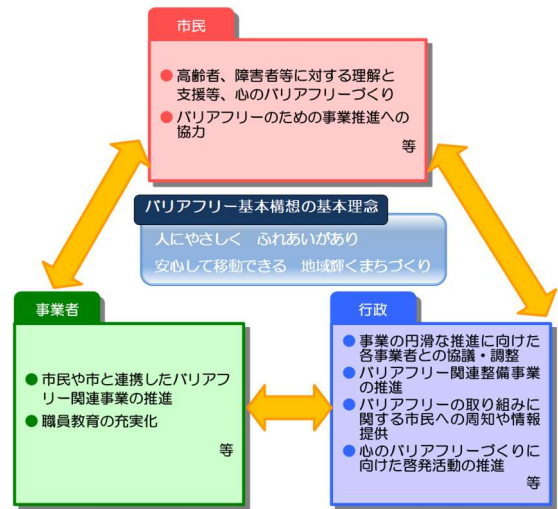 市民
● 高齢者、障害者等に対する理解と
支援等、心のバリアフリーづくり
● バリアフリーのための事業推進への
協力
等
バリアフリー基本構想の基本理念
人にやさしく　ふれあいがあり
安心して移動できる　地域輝くまちづくり
事業者
● 市民や市と連携したバリアフ
リー関連事業の推進
● 職員教育の充実化
等
行政
● 事業の円滑な推進に向けた
各事業者との協議・調整
● バリアフリー関連整備事業
の推進
● バリアフリーの取り組みに
関する市民への周知や情報
提供
● 心のバリアフリーづくりに
向けた啓発活動の推進
等